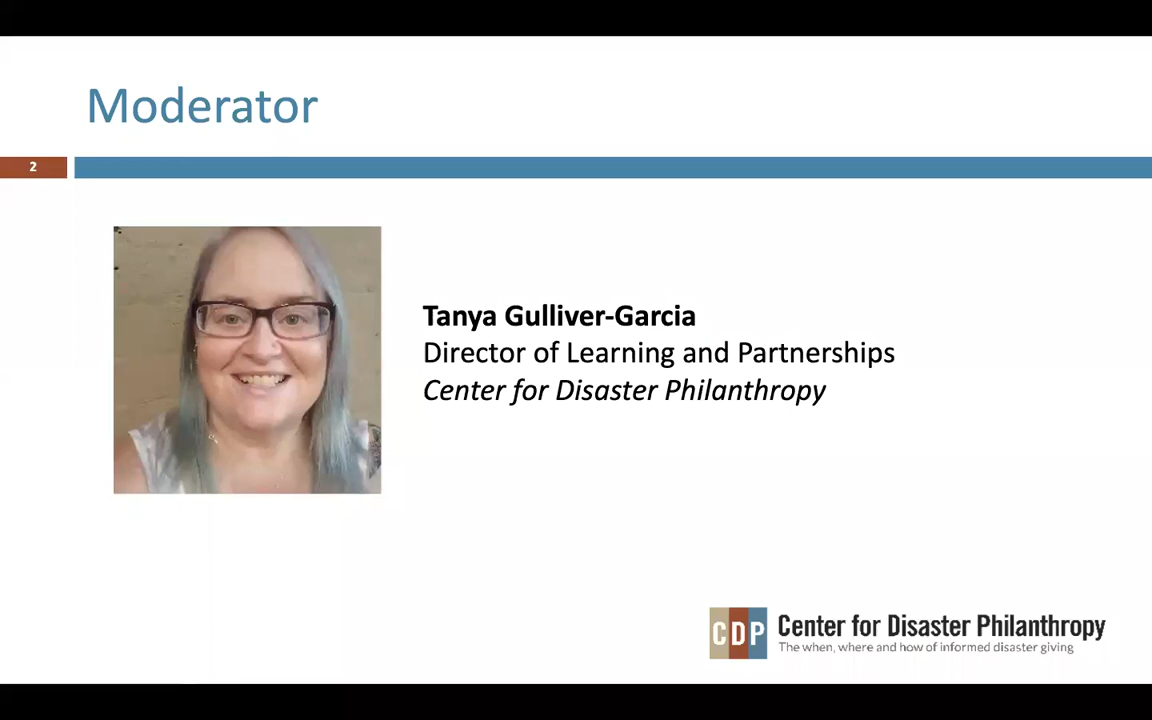 Moderator
2
Tanya Gulliver-Garcia
Director of Learning and Partnerships
Center for Disaster Philanthropy
CDP Center for Disaster Philanthropy
The when, where and how of informed disaster giving